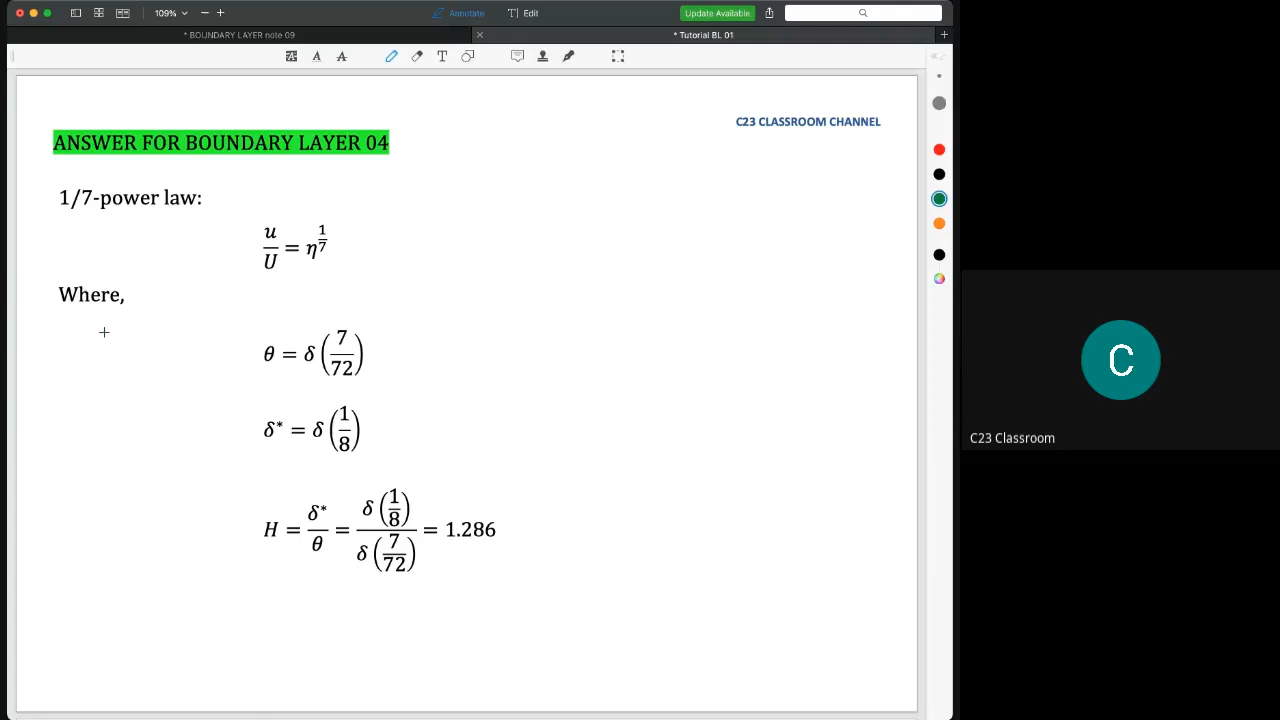 109%
Annotate
Edit
Update Available
* BOUNDARY LAYER note 09
* Tutorial BL 01
C23 CLASSROOM CHANNEL
ANSWER FOR BOUNDARY LAYER 04
1/7-power law:
u/U = η^(1/7)
Where,
θ = δ (7/72)
δ* = δ (1/8)
H = δ*/θ = δ (1/8) / δ (7/72) = 1.286
C
C23 Classroom